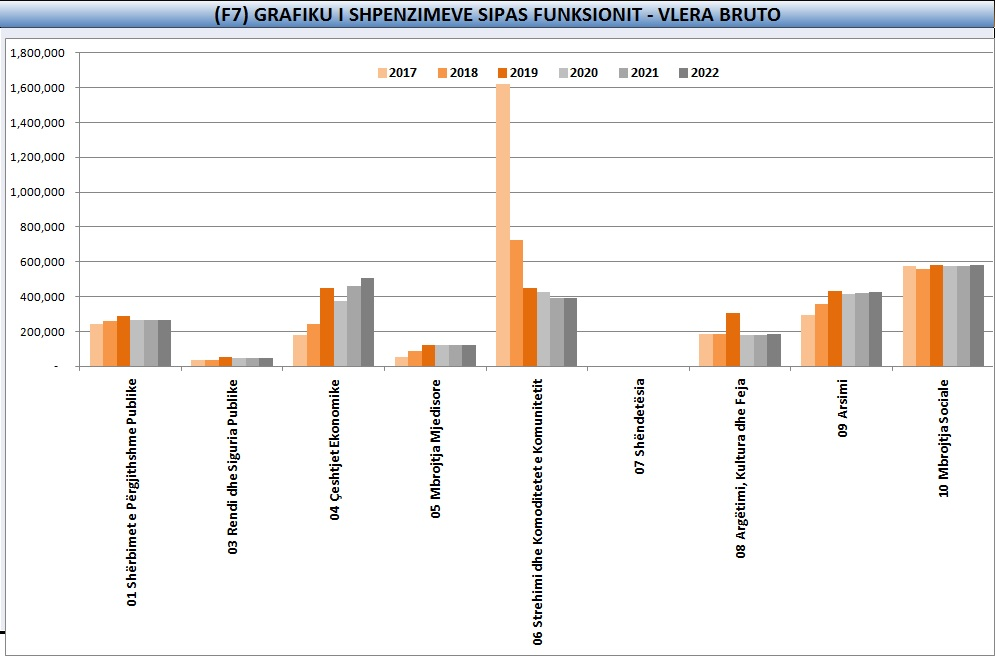 (F7) GRAFIKU I SHPENZIMEVE SIPAS FUNKSIONIT - VLERA BRUTO
1,800,000
2017 2018 2019 2020 2021 2022
1,600,000
1,400,000
1,200,000
1,000,000
800,000
600,000
400,000
200,000
-
01 Shërbimet e Përgjithshme Publike
03 Rendi dhe Siguria Publike
04 Çeshtjet Ekonomike
05 Mbrojtja Mjedisore
06 Strehimi dhe Komoditetet e Komunitetit
07 Shëndetësia
08 Argëtimi, Kultura dhe Feja
09 Arsimi
10 Mbrojtja Sociale